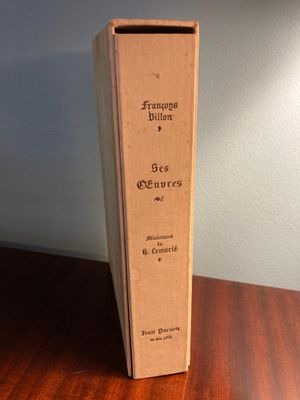 Françoys
Villon
Ses
Œuvres
Miniatures
de
H. Lemarié
Jean Porson